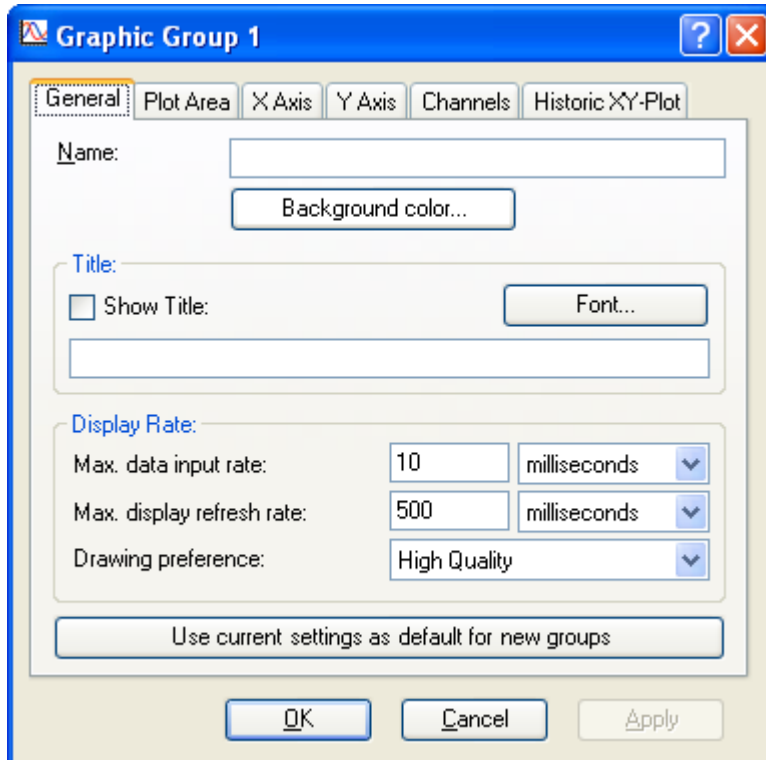 Graphic Group 1
General Plot Area X Axis Y Axis Channels Historic XY-Plot
Name:
Background color...
Title:
Show Title: Font...
Display Rate:
Max. data input rate: 10 milliseconds
Max. display refresh rate: 500 milliseconds
Drawing preference: High Quality
Use current settings as default for new groups
OK Cancel Apply